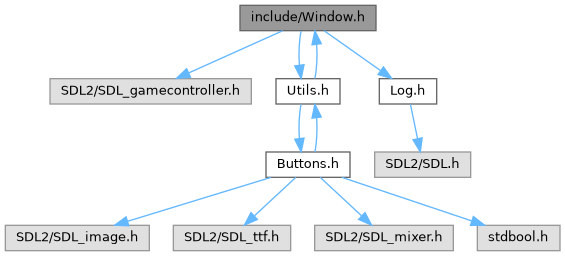 include/Window.h
SDL2/SDL_gamecontroller.h
Utils.h
Log.h
Buttons.h
SDL2/SDL.h
SDL2/SDL_image.h
SDL2/SDL_ttf.h
SDL2/SDL_mixer.h
stdbool.h